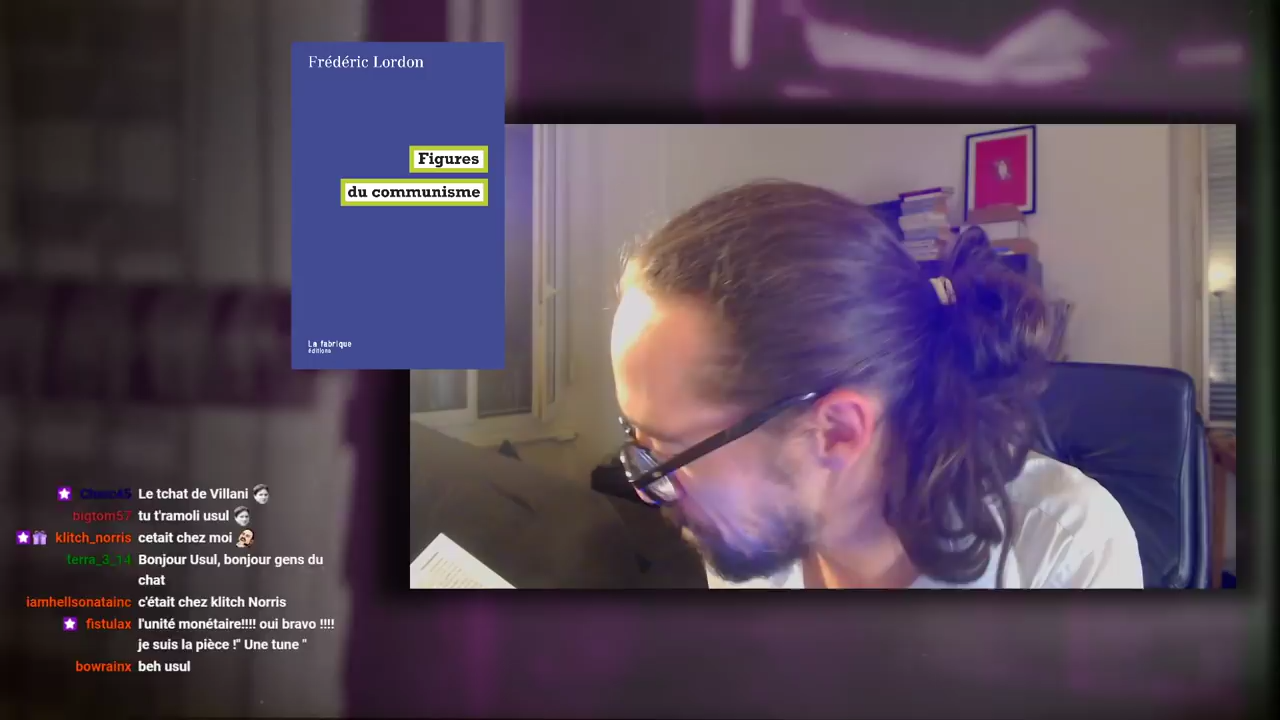 Frédéric Lordon
Figures
du communisme
La fabrique
éditions
Chaos45 Le tchat de Villani
bigtom57 tu t'ramoli usul
klitch_norris cetait chez moi
terra_3_14 Bonjour Usul, bonjour gens du
chat
iamhellsonatainc c'était chez klitch Norris
fistulax l'unité monétaire!!!! oui bravo !!!!
je suis la pièce !" Une tune "
bowrainx beh usul